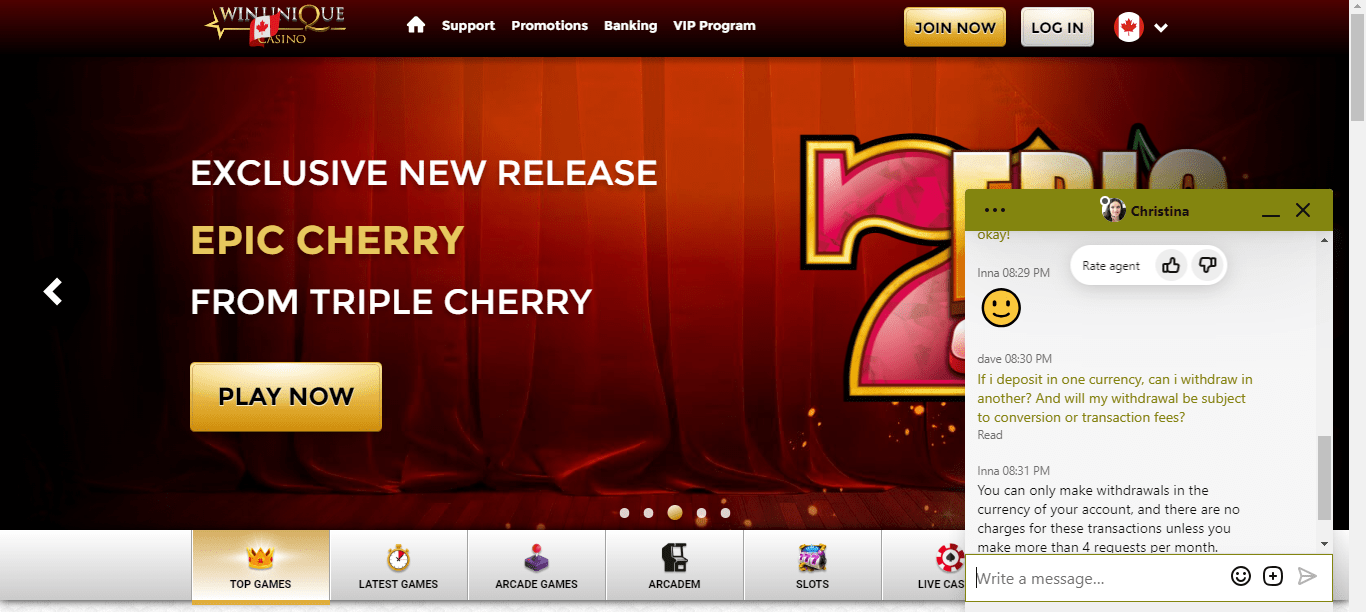 WINUNIQUE
CASINO
Support Promotions Banking VIP Program
JOIN NOW
LOG IN
EXCLUSIVE NEW RELEASE
EPIC CHERRY
FROM TRIPLE CHERRY
PLAY NOW
EPIC
TOP GAMES
LATEST GAMES
ARCADE GAMES
ARCADEM
SLOTS
LIVE CAS
Christina
okay!
Rate agent
Inna 08:29 PM
dave 08:30 PM
If i deposit in one currency, can i withdraw in
another? And will my withdrawal be subject
to conversion or transaction fees?
Read
Inna 08:31 PM
You can only make withdrawals in the
currency of your account, and there are no
charges for these transactions unless you
make more than 4 requests per month.
Write a message...